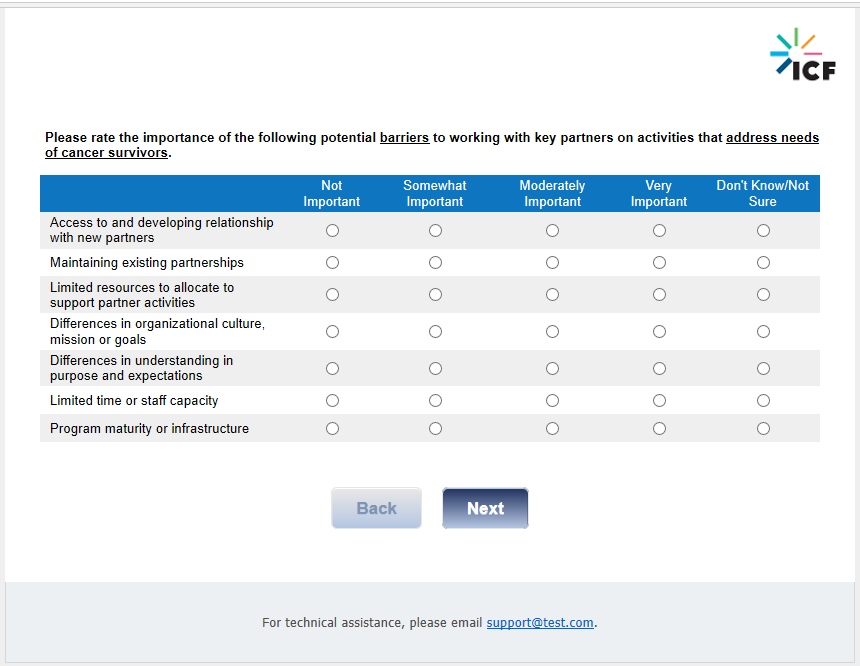 ICF
Please rate the importance of the following potential barriers to working with key partners on activities that address needs
of cancer survivors.
Not Somewhat Moderately Very Don't Know/Not
Important Important Important Important Sure
Access to and developing relationship
with new partners
Maintaining existing partnerships
Limited resources to allocate to
support partner activities
Differences in organizational culture,
mission or goals
Differences in understanding in
purpose and expectations
Limited time or staff capacity
Program maturity or infrastructure
Back Next
For technical assistance, please email support@test.com.